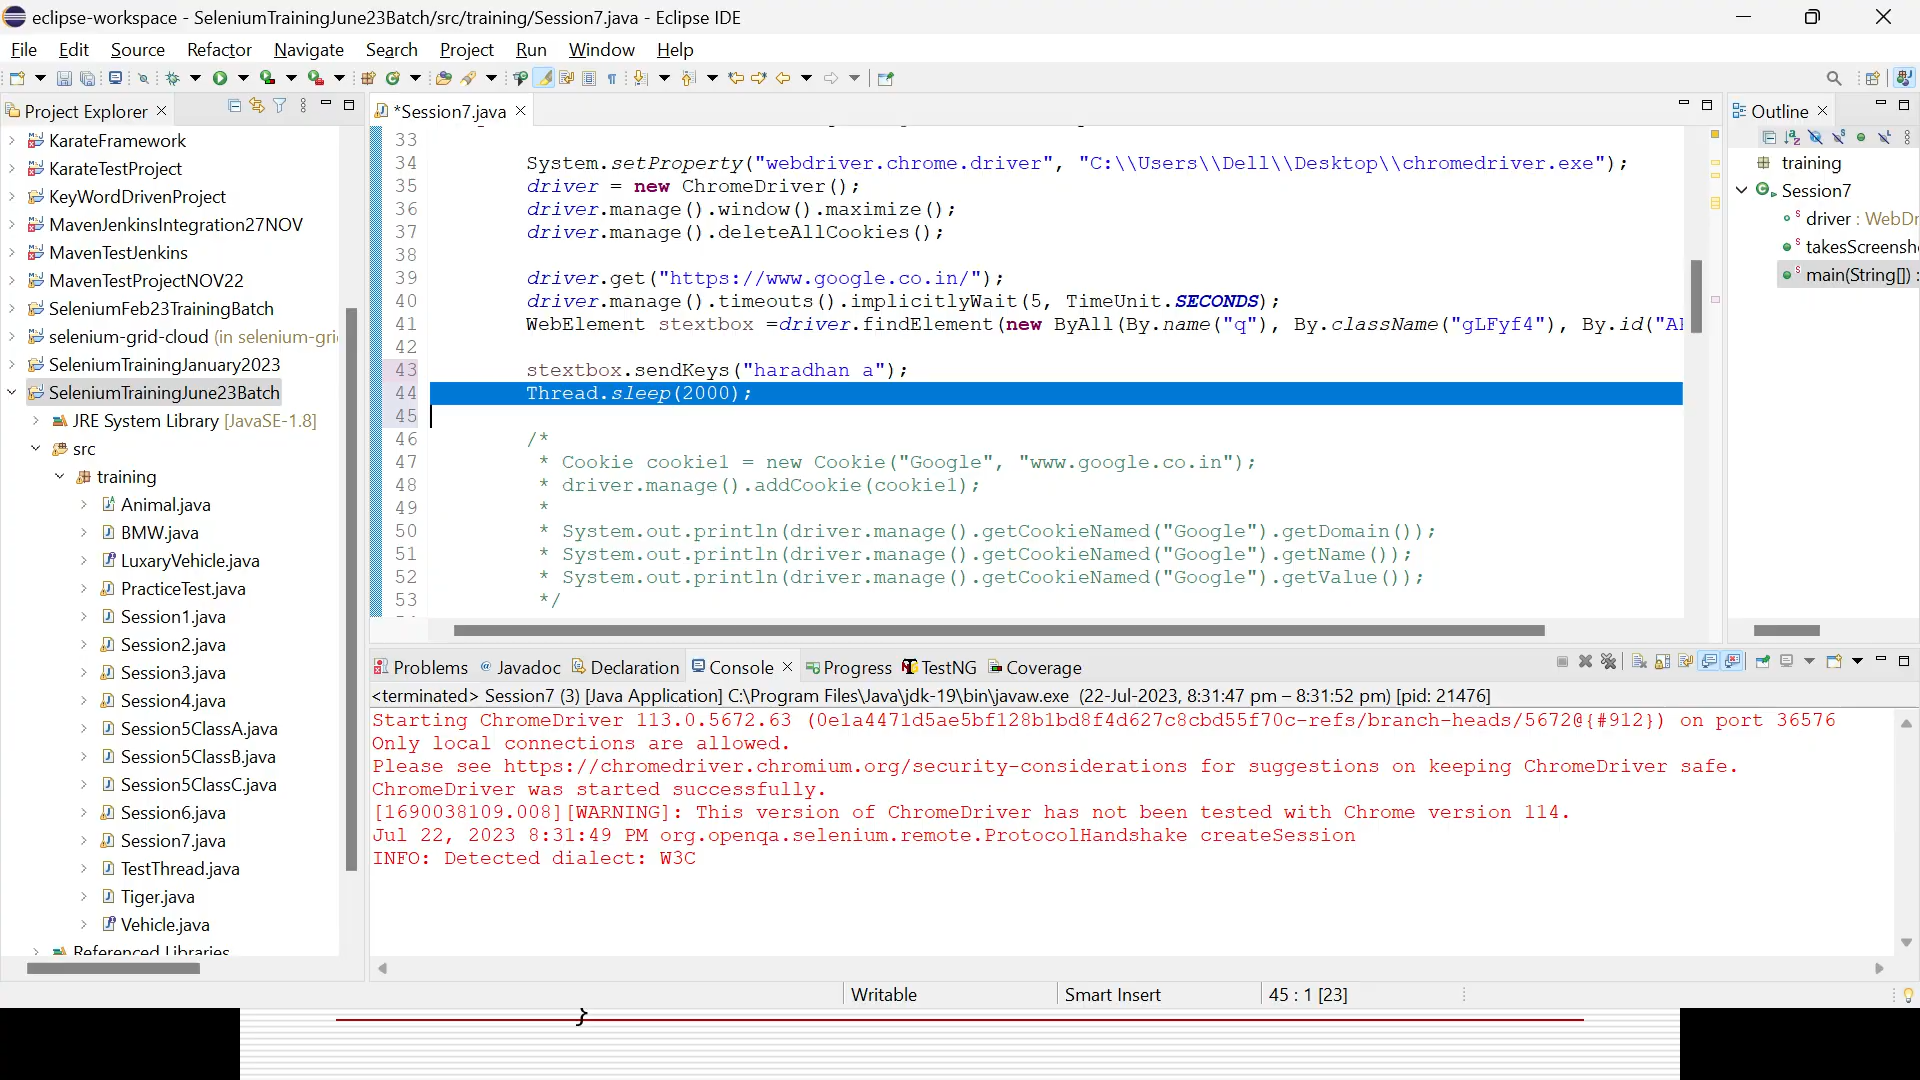 eclipse-workspace - SeleniumTrainingJune23Batch/src/training/Session7.java - Eclipse IDE
File Edit Source Refactor Navigate Search Project Run Window Help
Project Explorer
KarateFramework
KarateTestProject
KeyWordDrivenProject
MavenJenkinsIntegration27NOV
MavenTestJenkins
MavenTestProjectNOV22
SeleniumFeb23TrainingBatch
selenium-grid-cloud (in selenium-gri
SeleniumTrainingJanuary2023
SeleniumTrainingJune23Batch
JRE System Library [JavaSE-1.8]
src
training
Animal.java
BMW.java
LuxaryVehicle.java
PracticeTest.java
Session1.java
Session2.java
Session3.java
Session4.java
Session5ClassA.java
Session5ClassB.java
Session5ClassC.java
Session6.java
Session7.java
TestThread.java
Tiger.java
Vehicle.java
Referenced Libraries
*Session7.java
33
34 System.setProperty("webdriver.chrome.driver", "C:\\Users\\Dell\\Desktop\\chromedriver.exe");
35 driver = new ChromeDriver();
36 driver.manage().window().maximize();
37 driver.manage().deleteAllCookies();
38
39 driver.get("https://www.google.co.in/");
40 driver.manage().timeouts().implicitlyWait(5, TimeUnit.SECONDS);
41 WebElement stextbox =driver.findElement(new ByAll(By.name("q"), By.className("gLFyf4"), By.id("A
42
43 stextbox.sendKeys("haradhan a");
44 Thread.sleep(2000);
45
46 /*
47 * Cookie cookie1 = new Cookie("Google", "www.google.co.in");
48 * driver.manage().addCookie(cookie1);
49 *
50 * System.out.println(driver.manage().getCookieNamed("Google").getDomain());
51 * System.out.println(driver.manage().getCookieNamed("Google").getName());
52 * System.out.println(driver.manage().getCookieNamed("Google").getValue());
53 */
Outline
training
Session7
driver : WebDr
takesScreensh
main(String[]) :
Problems Javadoc Declaration Console Progress TestNG Coverage
<terminated> Session7 (3) [Java Application] C:\Program Files\Java\jdk-19\bin\javaw.exe (22-Jul-2023, 8:31:47 pm – 8:31:52 pm) [pid: 21476]
Starting ChromeDriver 113.0.5672.63 (0e1a4471d5ae5bf128b1bd8f4d627c8cbd55f70c-refs/branch-heads/5672@{#912}) on port 36576
Only local connections are allowed.
Please see https://chromedriver.chromium.org/security-considerations for suggestions on keeping ChromeDriver safe.
ChromeDriver was started successfully.
[1690038109.008][WARNING]: This version of ChromeDriver has not been tested with Chrome version 114.
Jul 22, 2023 8:31:49 PM org.openqa.selenium.remote.ProtocolHandshake createSession
INFO: Detected dialect: W3C
Writable Smart Insert 45 : 1 [23]
}